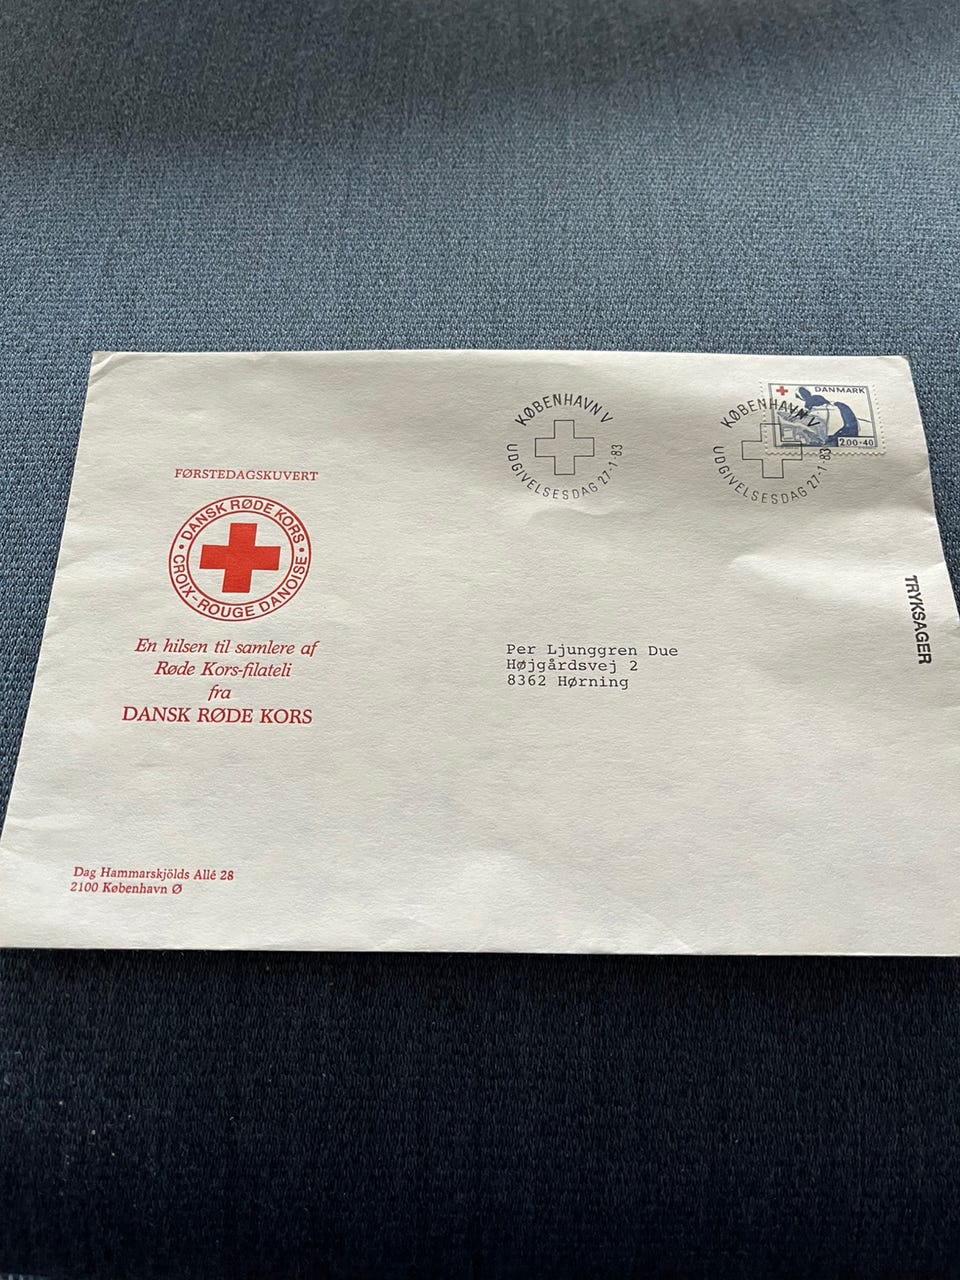 DANMARK
2.00+40
KØBENHAVN V
UDGIVELSESDAG 27-1-83
KØBENHAVN V
UDGIVELSESDAG 27-1-83
FØRSTEDAGSKUVERT
DANSK RØDE KORS
CROIX-ROUGE DANOISE
En hilsen til samlere af
Røde Kors-filateli
fra
DANSK RØDE KORS
TRYKSAGER
Per Ljunggren Due
Højgårdsvej 2
8362 Hørning
Dag Hammarskjölds Allé 28
2100 København Ø